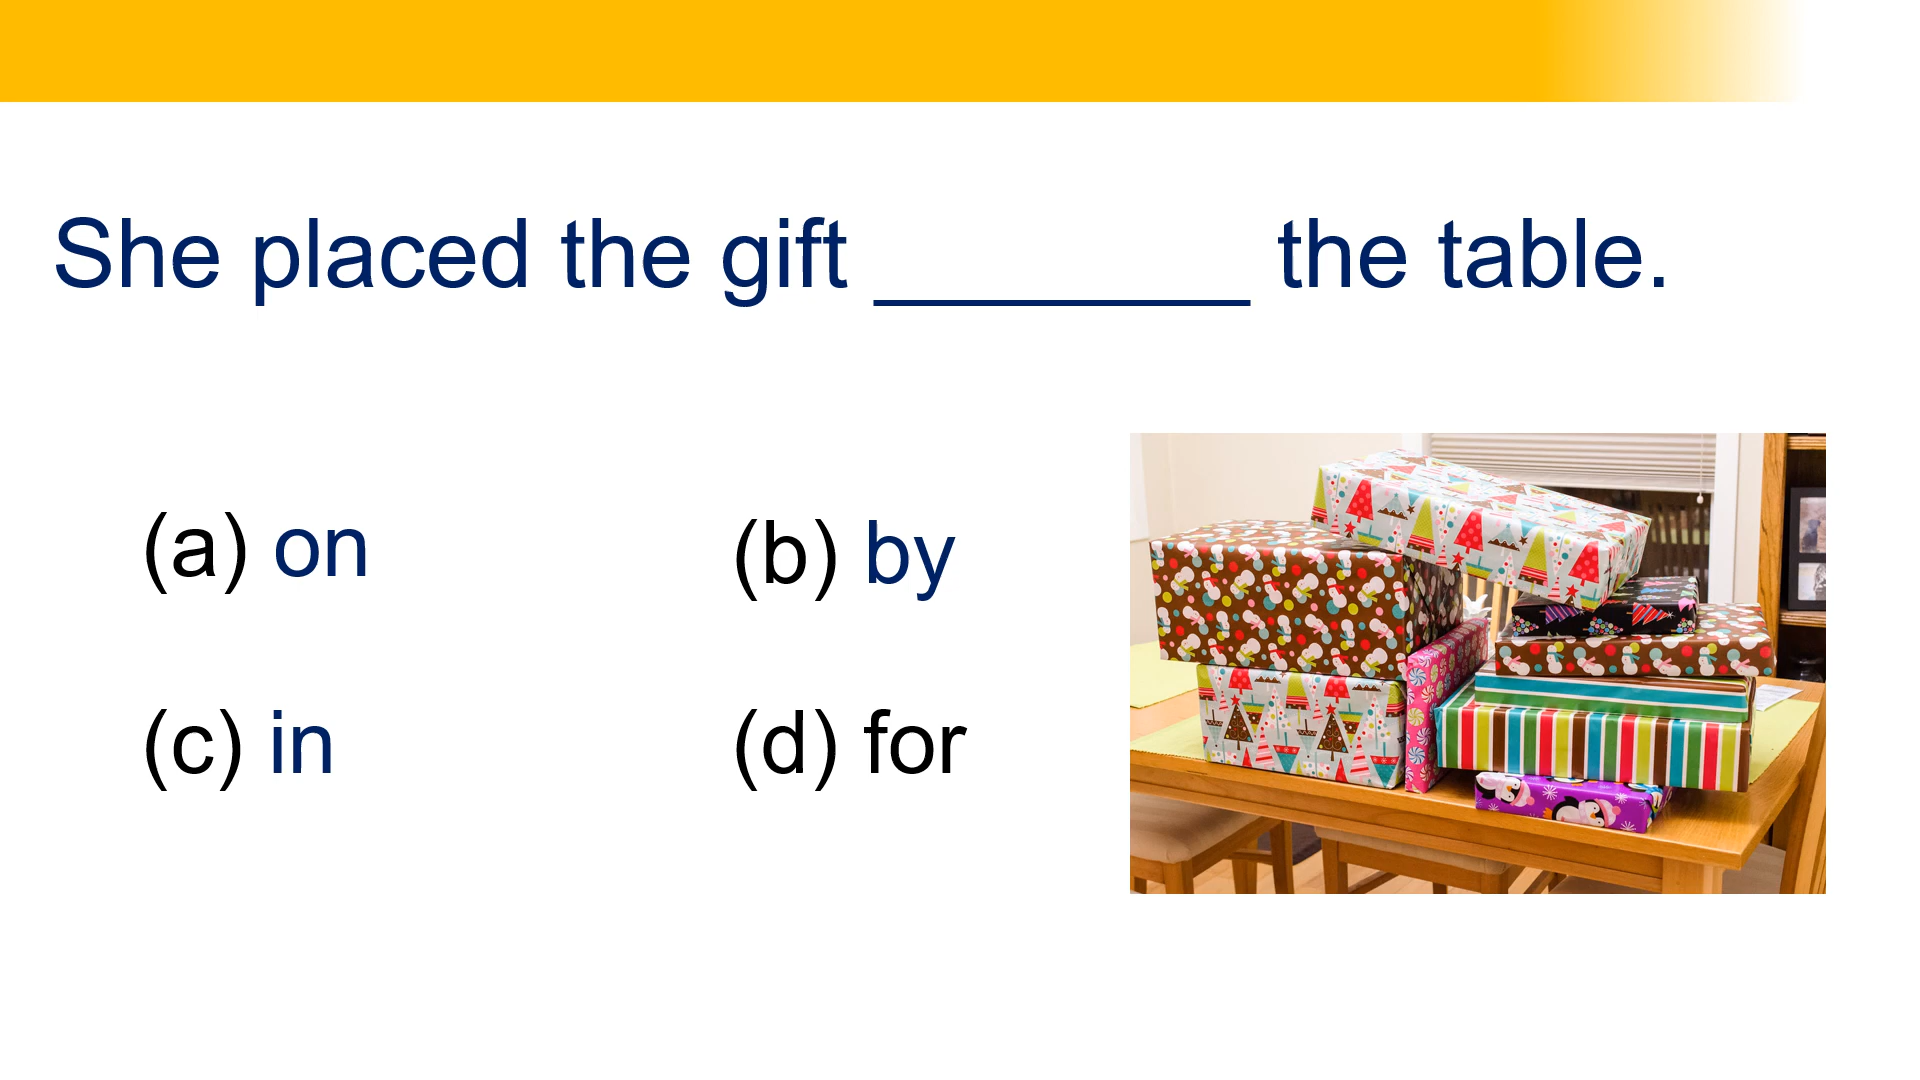 She placed the gift ________ the table.
(a) on
(b) by
(c) in
(d) for